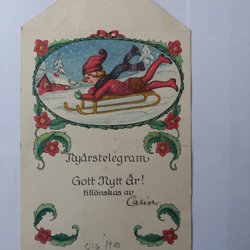 Nyårstelegram
Gott Nytt År!
tillönskas av
Carin